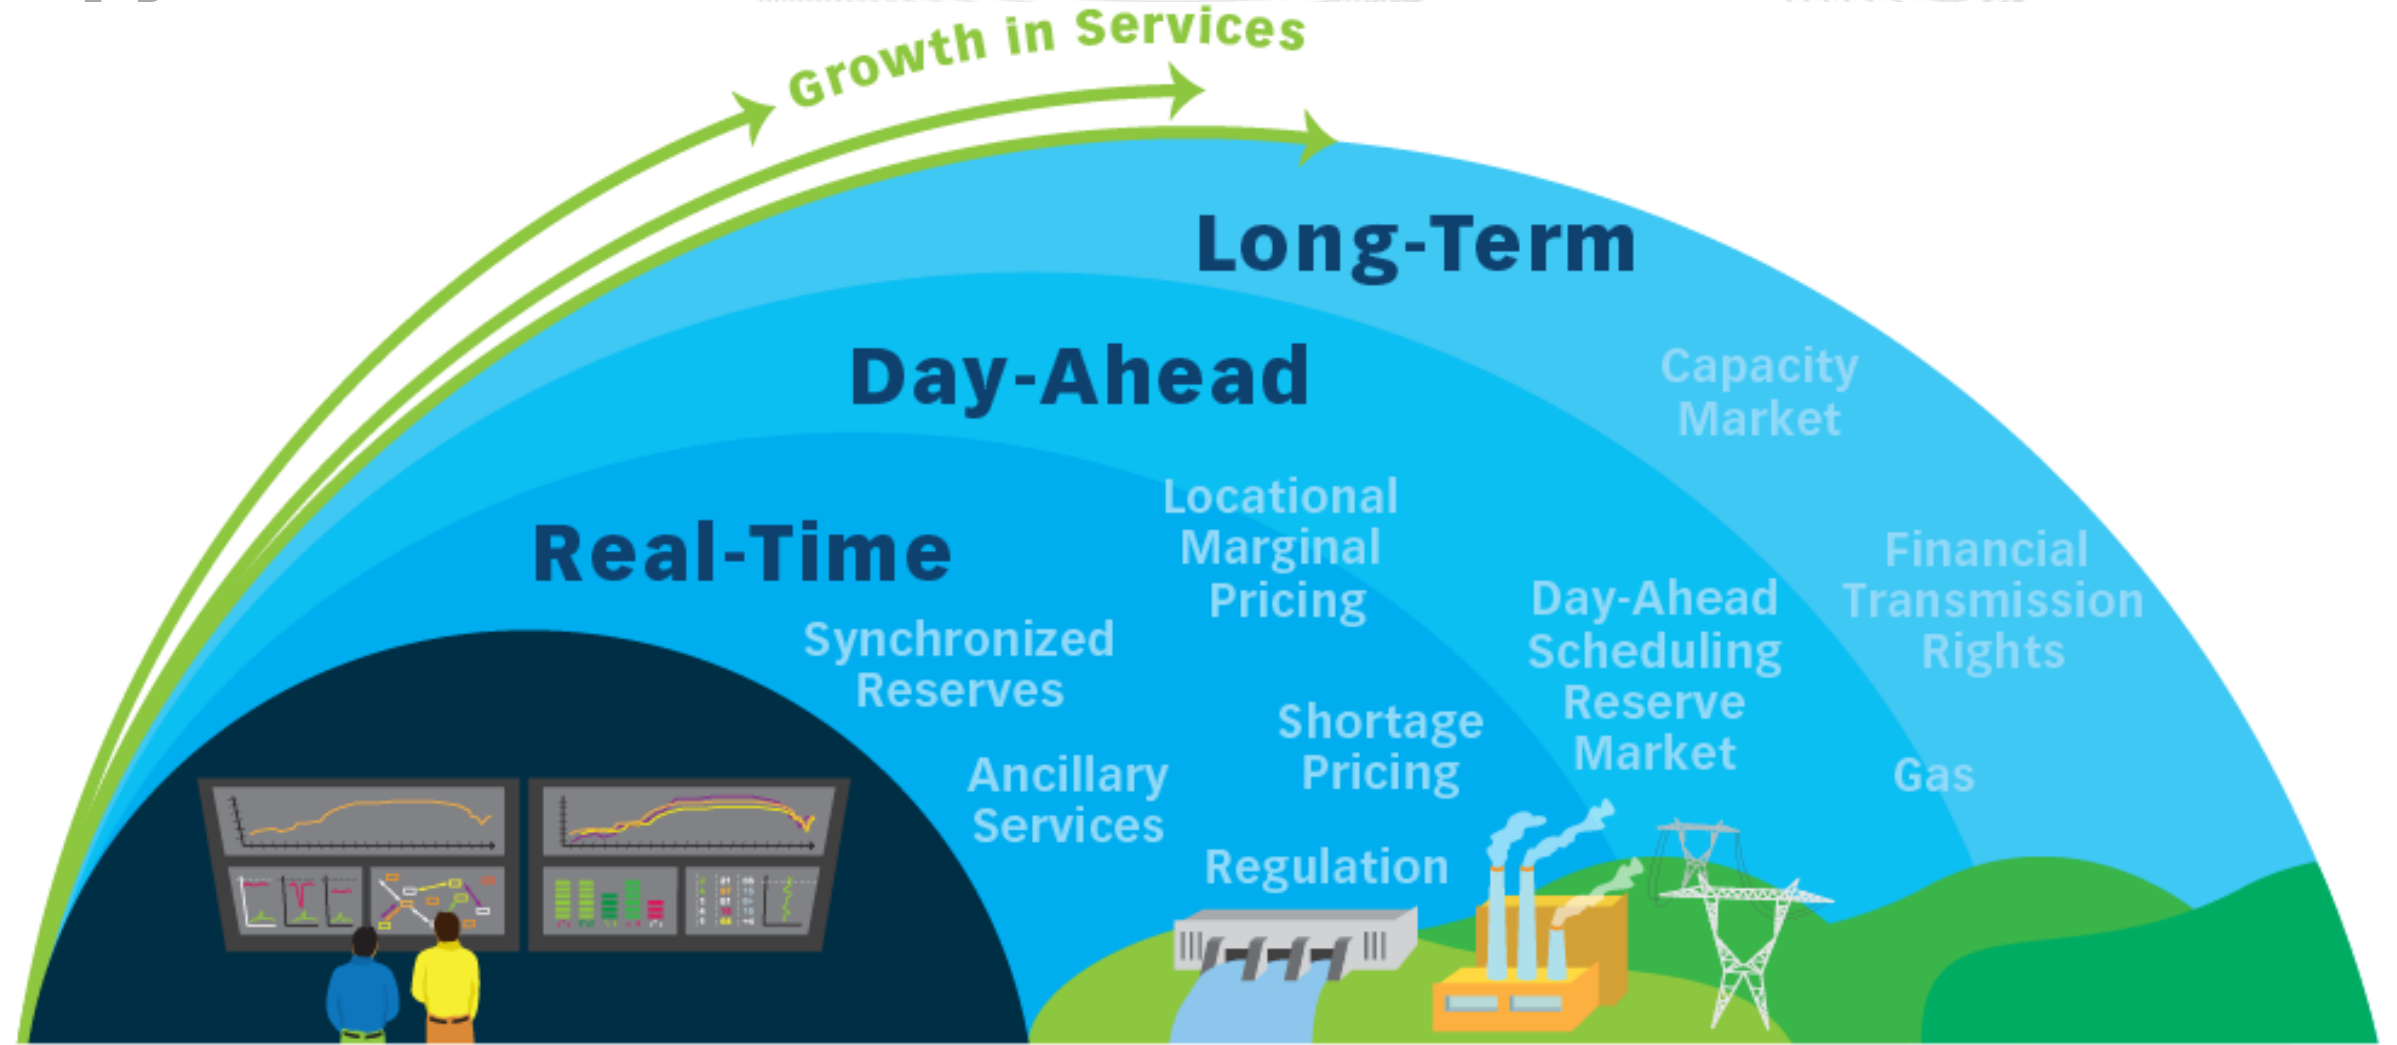 Growth in Services
Long-Term
Day-Ahead
Real-Time
Capacity
Market
Locational
Marginal
Pricing
Financial
Transmission
Rights
Day-Ahead
Scheduling
Reserve
Market
Synchronized
Reserves
Shortage
Pricing
Ancillary
Services
Gas
Regulation